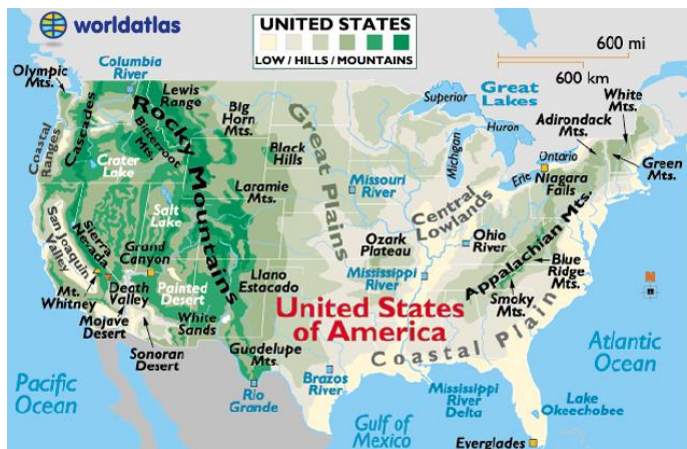 worldatlas
UNITED STATES
LOW / HILLS / MOUNTAINS
600 mi
600 km
Columbia
River
Olympic
Mts.
Lewis
Range
Cascades
Coastal
Ranges
Rocky Mountains
Bitterroot
Mts.
Big
Horn
Mts.
Black
Hills
Great Plains
Great
Lakes
Superior
Huron
Michigan
Ontario
Erie
White
Mts.
Adirondack
Mts.
Green
Mts.
Niagara
Falls
Crater
Lake
Salt
Lake
Laramie
Mts.
Missouri
River
Central
Lowlands
Ohio
River
Appalachian Mts.
Sierra
Nevada
San Joaquin
Valley
Grand
Canyon
Ozark
Plateau
Mississippi
River
Blue
Ridge Mts.
Mt.
Whitney
Death
Valley
Painted
Desert
Llano
Estacado
Smoky
Mts.
United States
of America
Mojave
Desert
White
Sands
Coastal Plain
Sonoran
Desert
Guadelupe
Mts.
N
Atlantic
Ocean
Pacific
Ocean
Rio
Grande
Brazos
River
Mississippi
River
Delta
Lake
Okeechobee
Gulf of
Mexico
Everglades